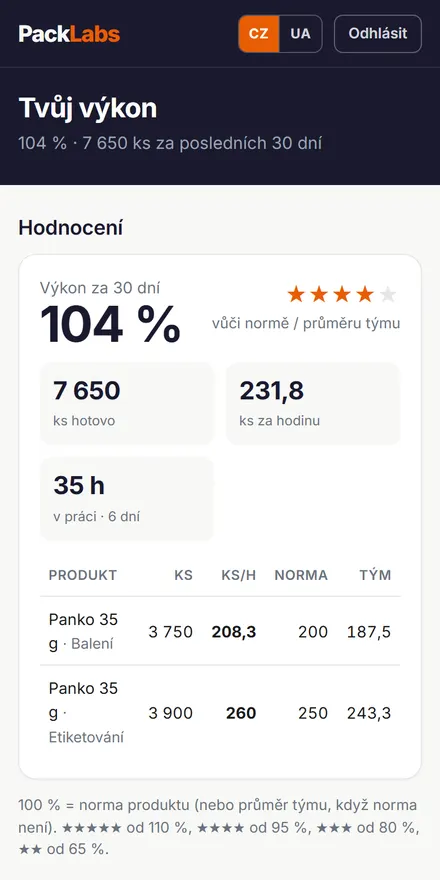 PackLabs
CZ UA
Odhlásit
Tvůj výkon
104 % · 7 650 ks za posledních 30 dní
Hodnocení
Výkon za 30 dní
104 %
★★★★★
vůči normě / průměru týmu
7 650
ks hotovo
231,8
ks za hodinu
35 h
v práci · 6 dní
PRODUKT KS KS/H NORMA TÝM
Panko 35
g · Balení 3 750 208,3 200 187,5
Panko 35
g · 3 900 260 250 243,3
Etiketování
100 % = norma produktu (nebo průměr týmu, když norma
není). ★★★★★ od 110 %, ★★★★ od 95 %, ★★★ od 80 %,
★★ od 65 %.